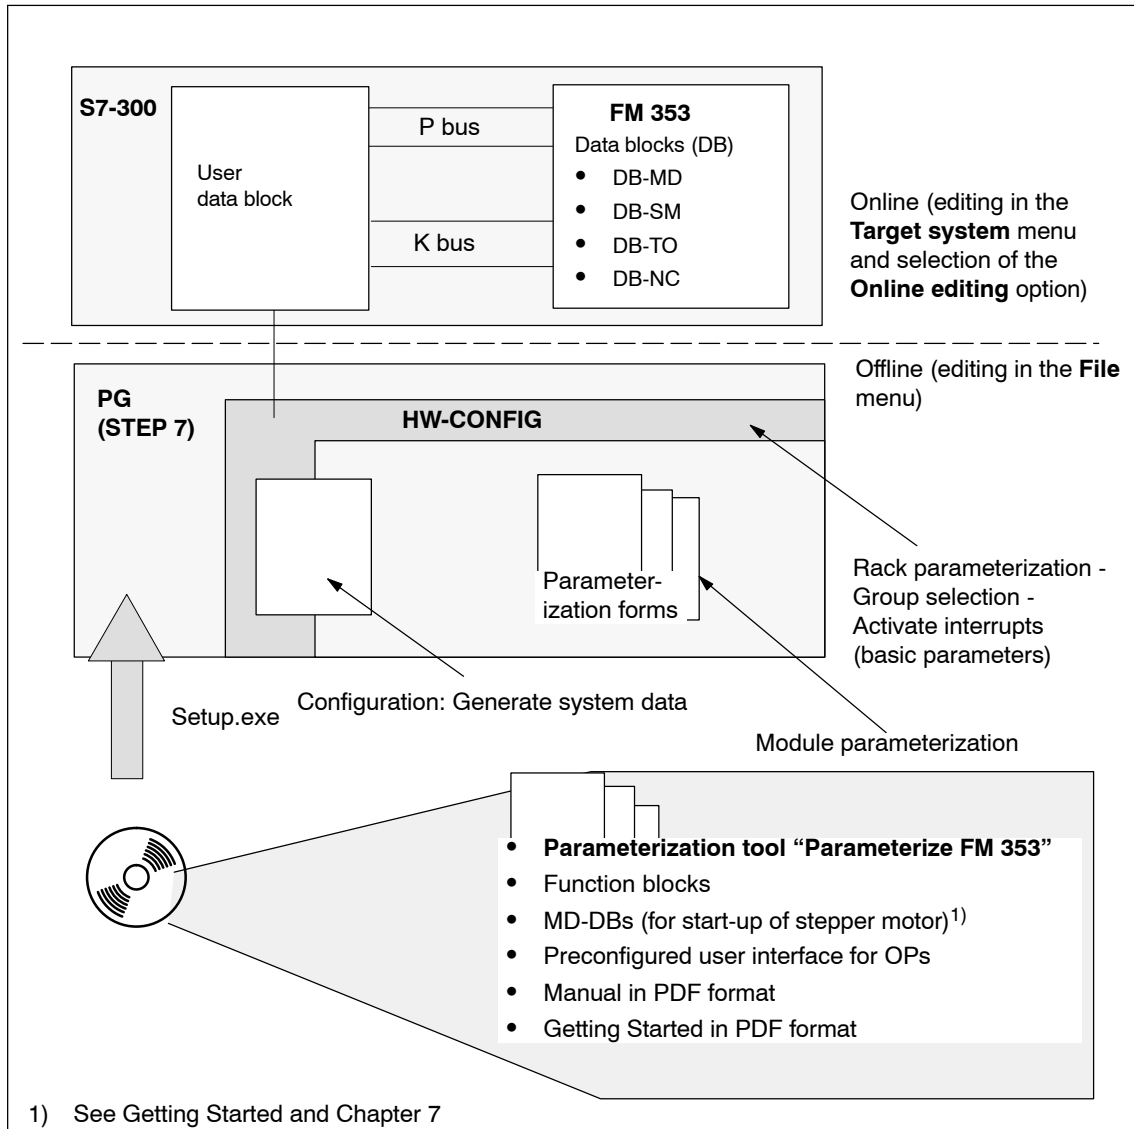 S7-300
User
data block
P bus
K bus
FM 353
Data blocks (DB)
• DB-MD
• DB-SM
• DB-TO
• DB-NC
Online (editing in the
Target system menu
and selection of the
Online editing option)
Offline (editing in the File
menu)
PG
(STEP 7)
HW-CONFIG
Parameter-
ization forms
Rack parameterization -
Group selection -
Activate interrupts
(basic parameters)
Setup.exe
Configuration: Generate system data
Module parameterization
• Parameterization tool “Parameterize FM 353”
• Function blocks
• MD-DBs (for start-up of stepper motor)1)
• Preconfigured user interface for OPs
• Manual in PDF format
• Getting Started in PDF format
1) See Getting Started and Chapter 7